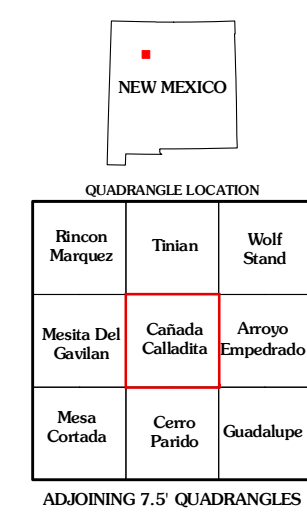 NEW MEXICO
QUADRANGLE LOCATION
Rincon
Marquez
Tinian
Wolf
Stand
Mesita Del
Gavilan
Cañada
Calladita
Arroyo
Empedrado
Mesa
Cortada
Cerro
Parido
Guadalupe
ADJOINING 7.5' QUADRANGLES